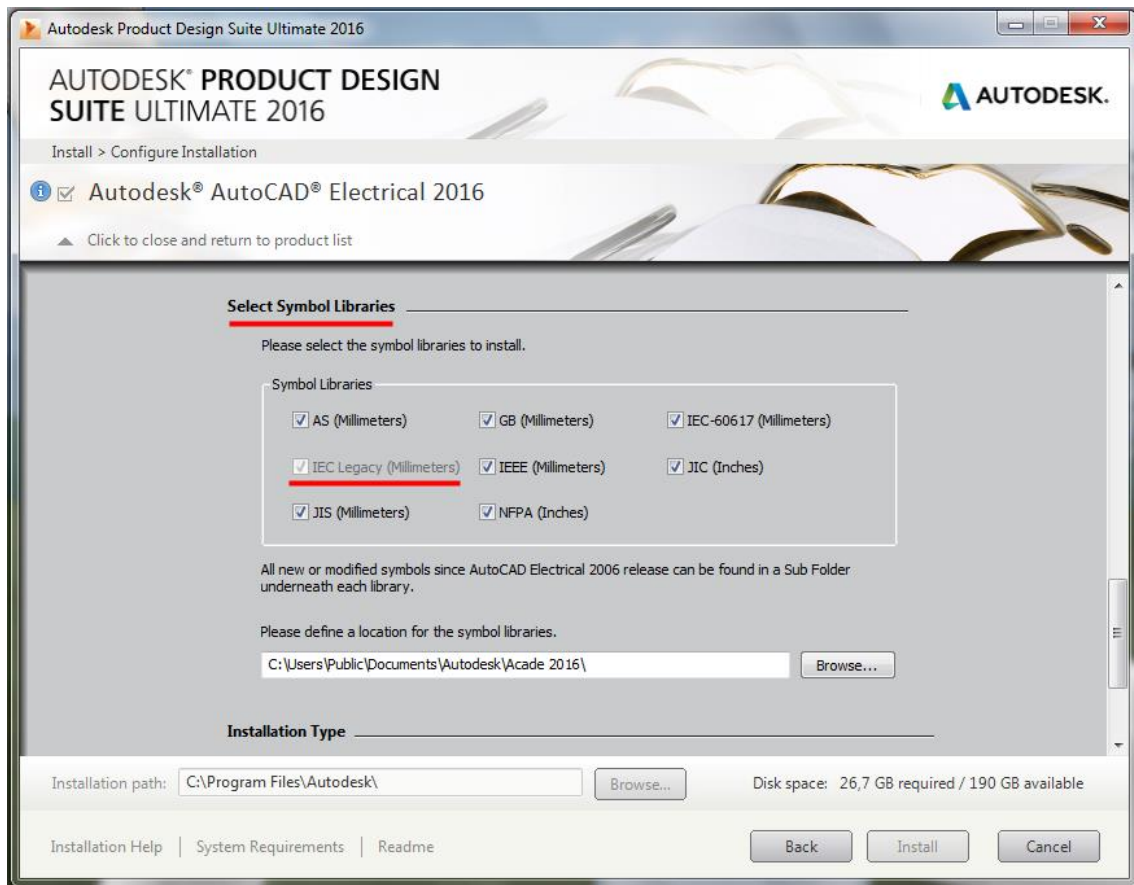 Autodesk Product Design Suite Ultimate 2016
AUTODESK® PRODUCT DESIGN
SUITE ULTIMATE 2016
AUTODESK.
Install > Configure Installation
Autodesk® AutoCAD® Electrical 2016
Click to close and return to product list
Select Symbol Libraries
Please select the symbol libraries to install.
Symbol Libraries
AS (Millimeters) GB (Millimeters) IEC-60617 (Millimeters)
IEC Legacy (Millimeters) IEEE (Millimeters) JIC (Inches)
JIS (Millimeters) NFPA (Inches)
All new or modified symbols since AutoCAD Electrical 2006 release can be found in a Sub Folder
underneath each library.
Please define a location for the symbol libraries.
C:\Users\Public\Documents\Autodesk\Acade 2016\ Browse...
Installation Type
Installation path: C:\Program Files\Autodesk\ Browse... Disk space: 26,7 GB required / 190 GB available
Installation Help | System Requirements | Readme Back Install Cancel